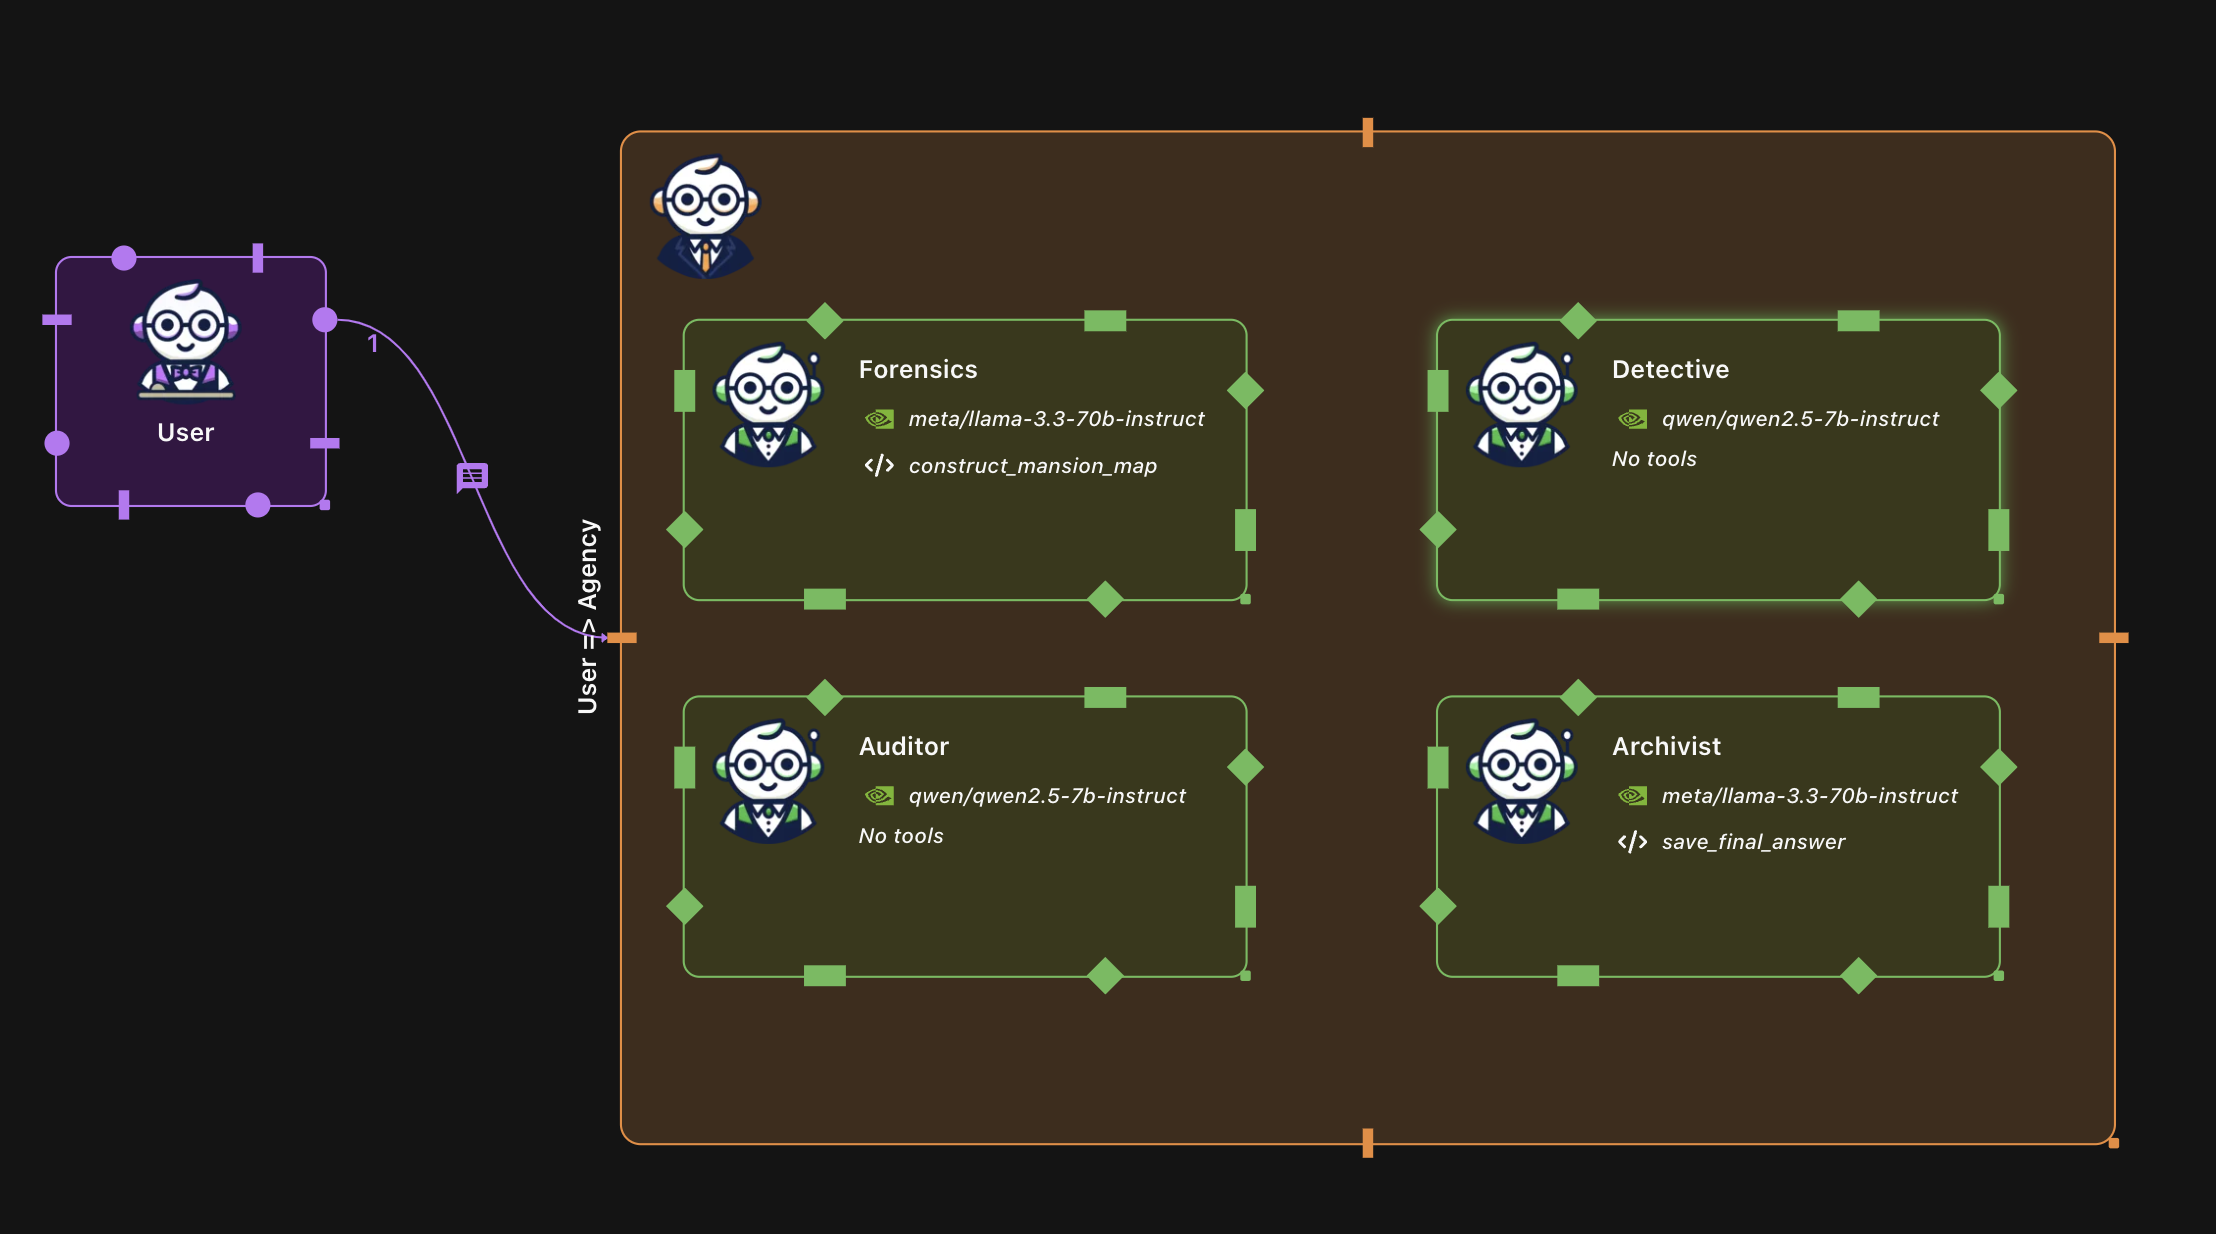 User
1
User => Agency
Forensics
meta/llama-3.3-70b-instruct
</> construct_mansion_map
Detective
qwen/qwen2.5-7b-instruct
No tools
Auditor
qwen/qwen2.5-7b-instruct
No tools
Archivist
meta/llama-3.3-70b-instruct
</> save_final_answer